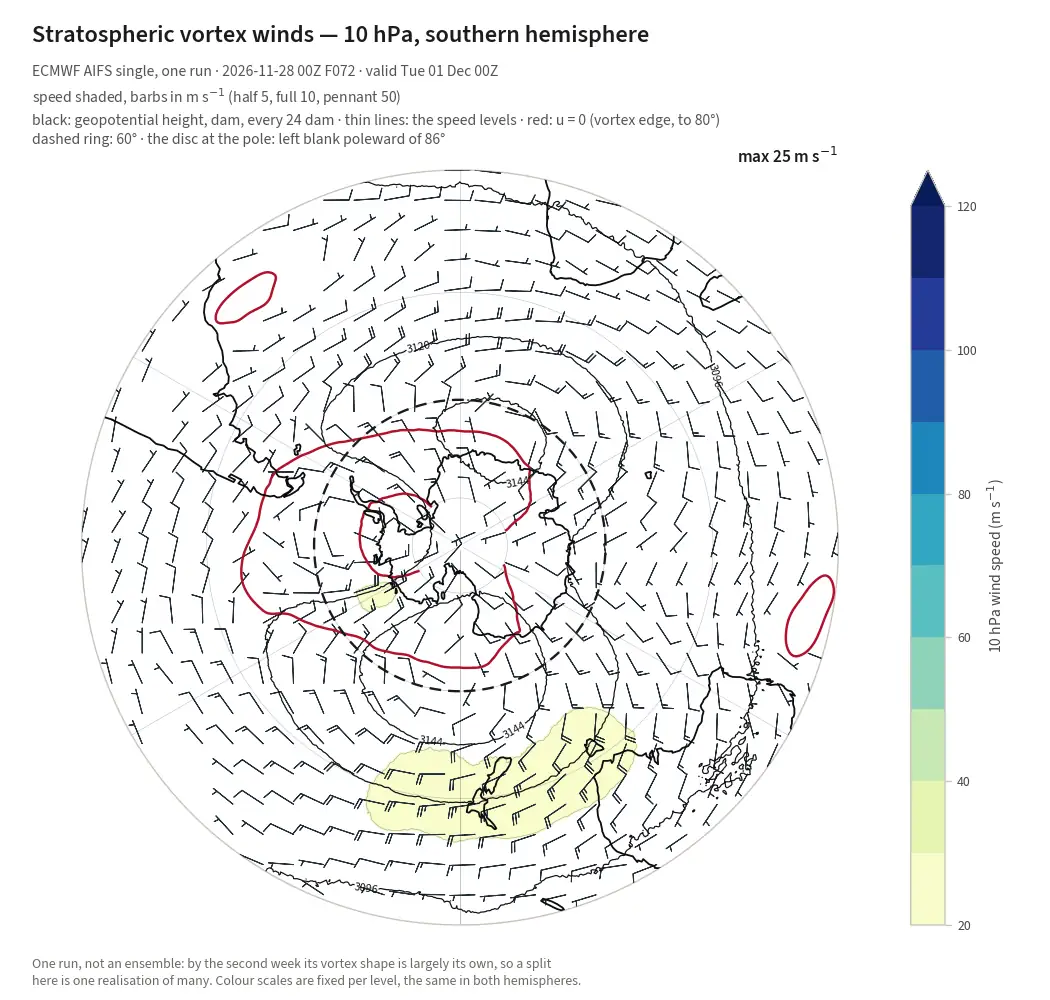 Stratospheric vortex winds — 10 hPa, southern hemisphere
ECMWF AIFS single, one run · 2026-11-28 00Z F072 · valid Tue 01 Dec 00Z
speed shaded, barbs in m s⁻¹ (half 5, full 10, pennant 50)
black: geopotential height, dam, every 24 dam · thin lines: the speed levels · red: u = 0 (vortex edge, to 80°)
dashed ring: 60° · the disc at the pole: left blank poleward of 86°
max 25 m s⁻¹
3120
3096
3144
3144
3144
3096
120
100
80
60
40
20
10 hPa wind speed (m s⁻¹)
One run, not an ensemble: by the second week its vortex shape is largely its own, so a split
here is one realisation of many. Colour scales are fixed per level, the same in both hemispheres.